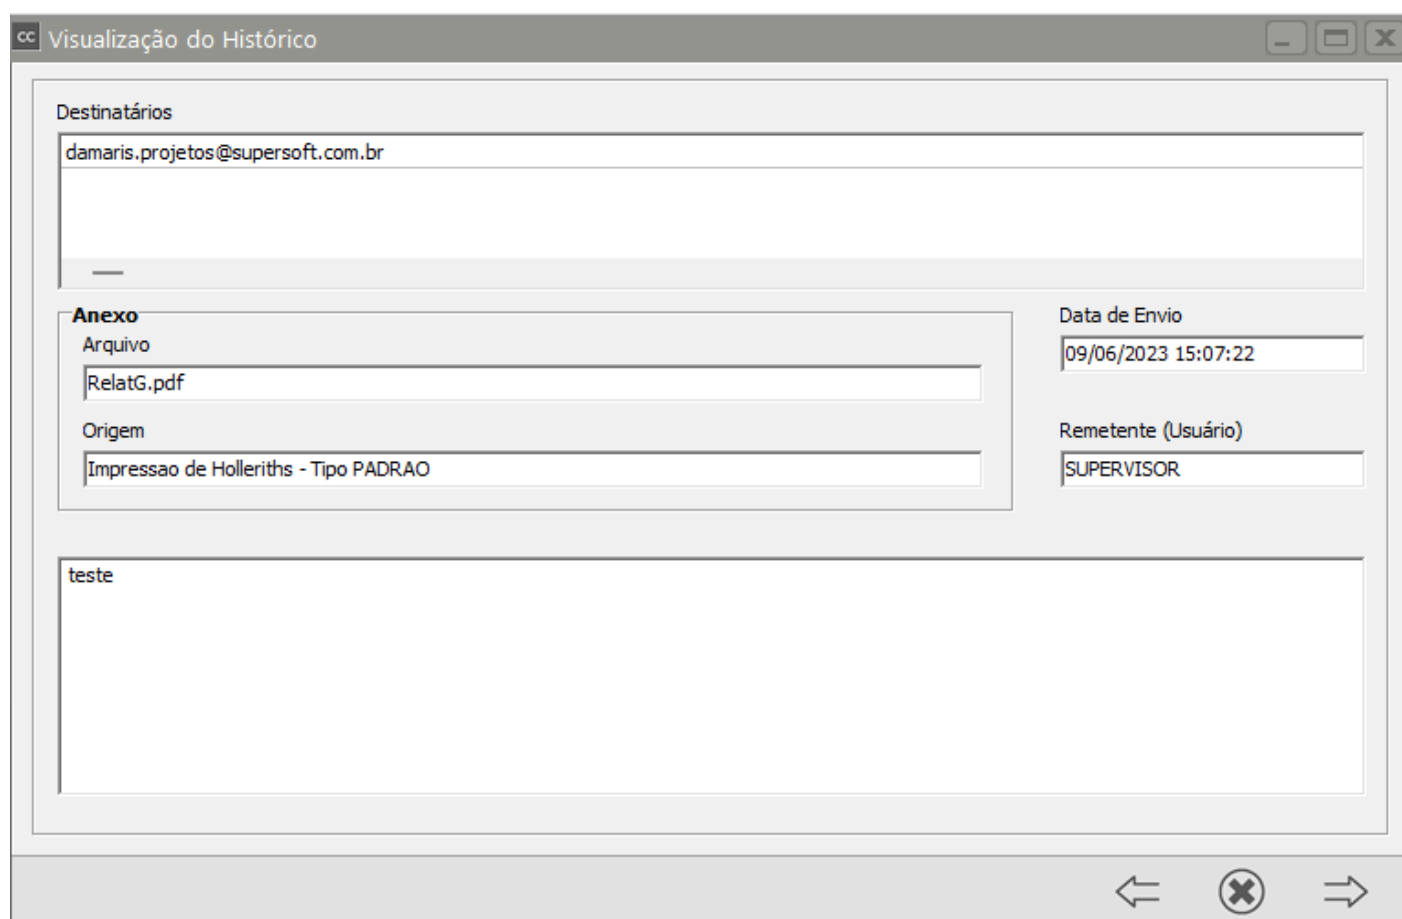 CC Visualização do Histórico
Destinatários
damaris.projetos@supersoft.com.br
Anexo
Arquivo
RelatG.pdf
Origem
Impressao de Holleriths - Tipo PADRAO
Data de Envio
09/06/2023 15:07:22
Remetente (Usuário)
SUPERVISOR
teste